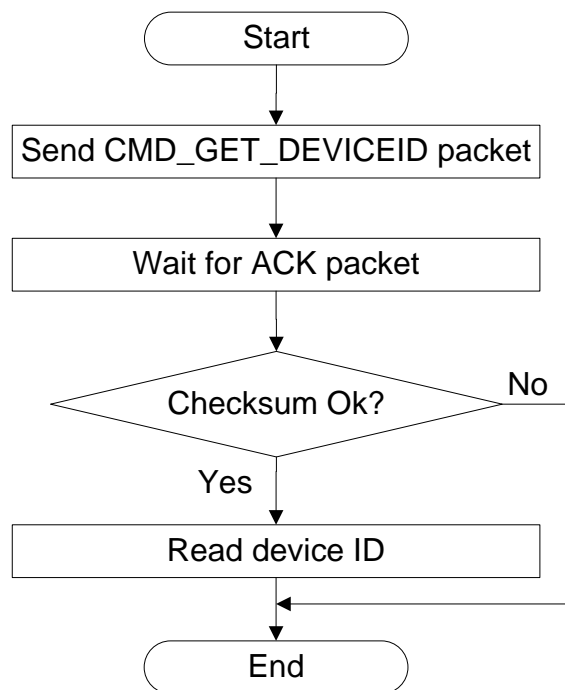 Start
Send CMD_GET_DEVICEID packet
Wait for ACK packet
Checksum Ok?
No
Yes
Read device ID
End